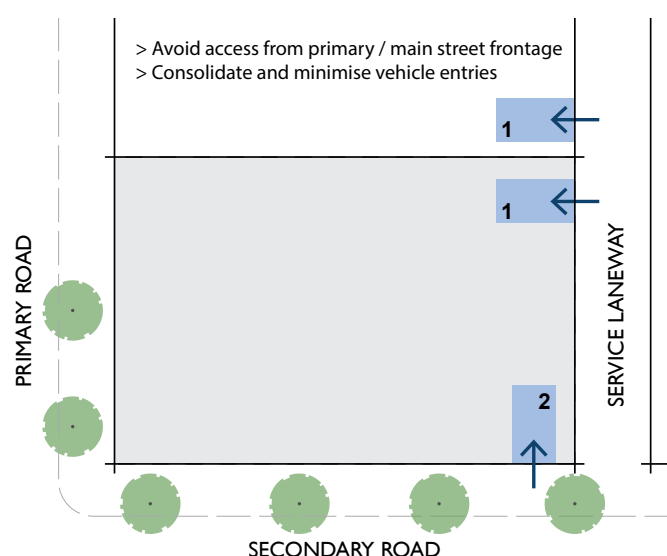 > Avoid access from primary / main street frontage
> Consolidate and minimise vehicle entries
1
1
PRIMARY ROAD
SERVICE LANEWAY
2
SECONDARY ROAD